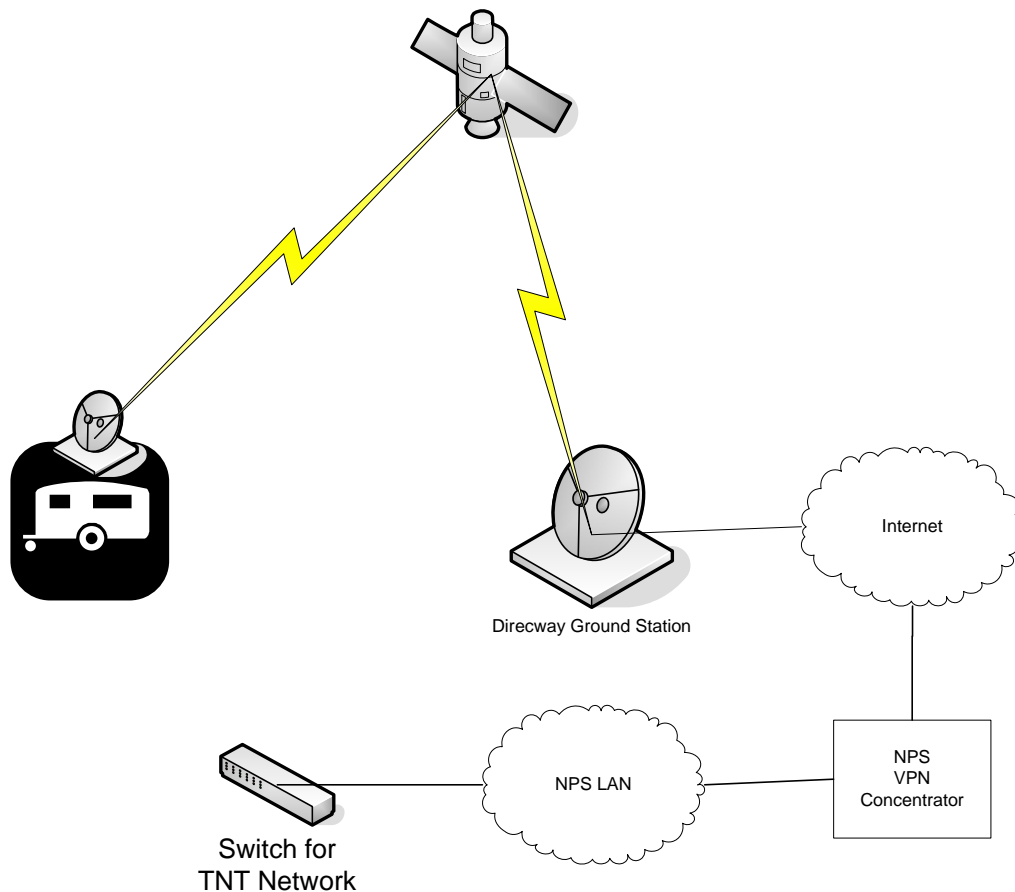 Internet
Direcway Ground Station
NPS
VPN
Concentrator
NPS LAN
Switch for
TNT Network